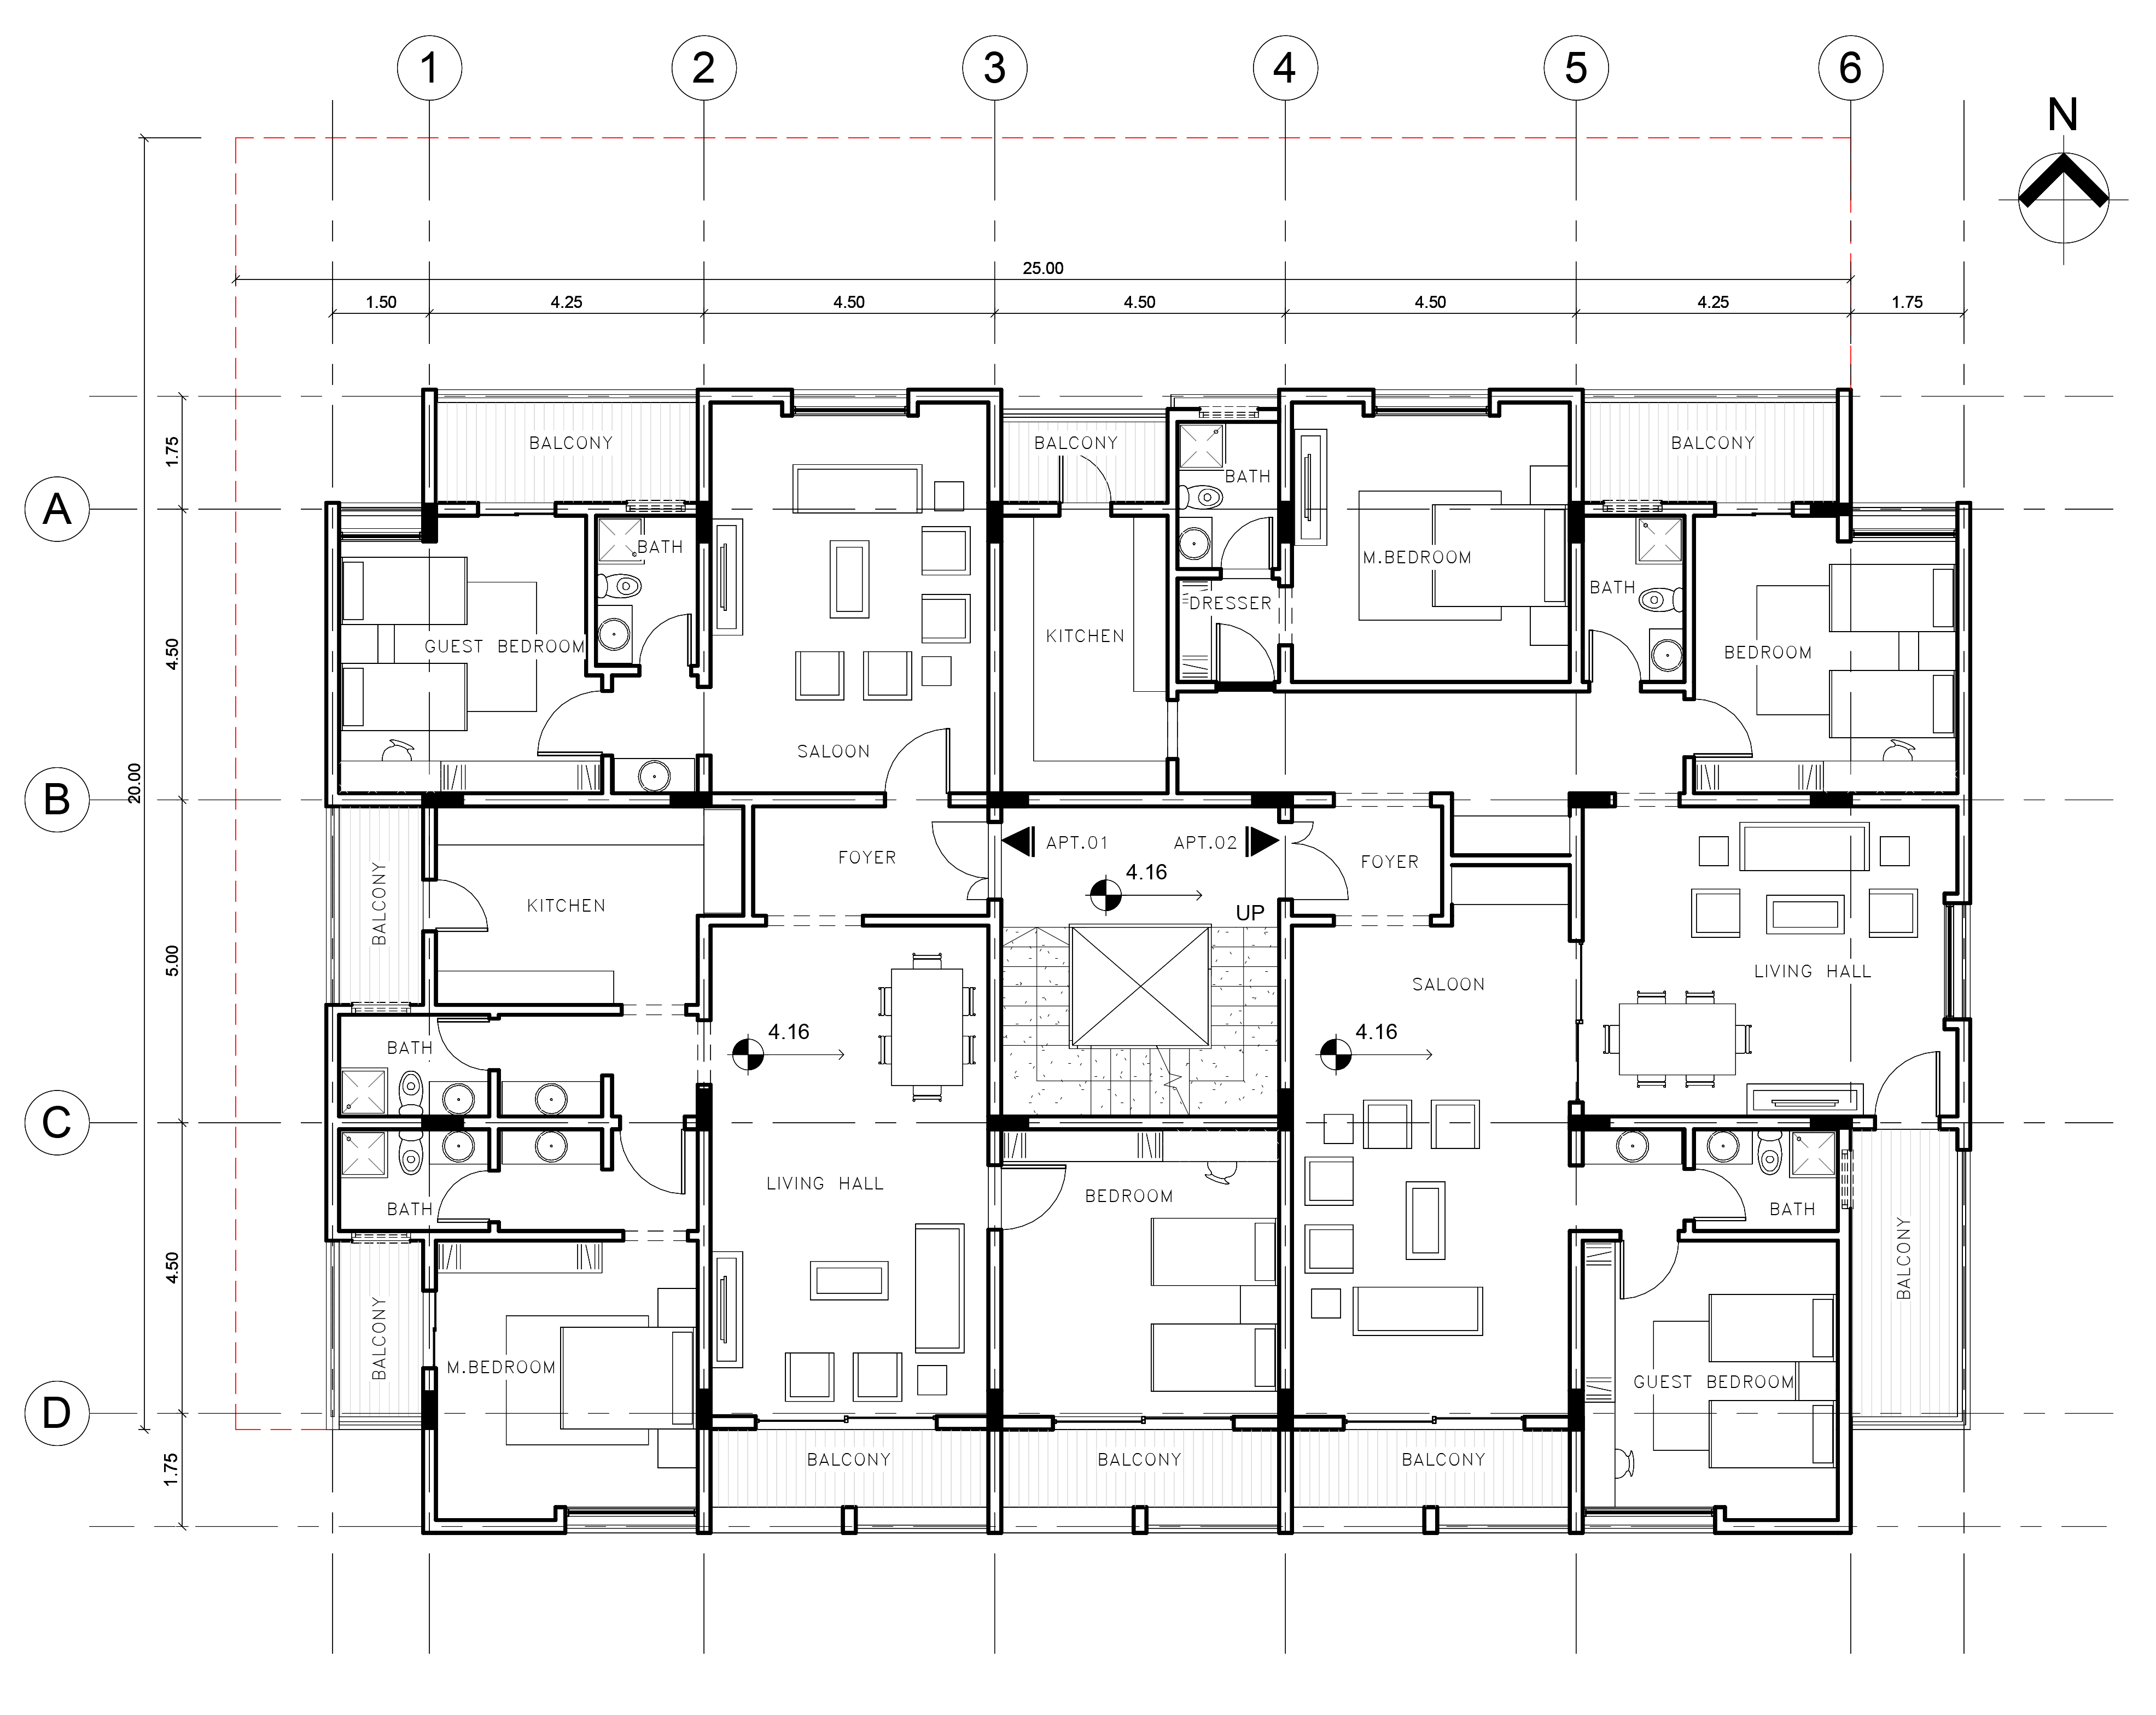 1 2 3 4 5 6
N
25.00
1.50 4.25 4.50 4.50 4.50 4.25 1.75
1.75
BALCONY BALCONY BALCONY
BATH
A
BATH M.BEDROOM
BATH
DRESSER
4.50
GUEST BEDROOM KITCHEN BEDROOM
SALOON
20.00
B
APT.01 APT.02
FOYER FOYER
4.16
BALCONY
KITCHEN
UP
5.00
SALOON LIVING HALL
4.16 4.16
BATH
C
LIVING HALL BEDROOM
BATH BATH
4.50
BALCONY
BALCONY
M.BEDROOM GUEST BEDROOM
D
1.75
BALCONY BALCONY BALCONY